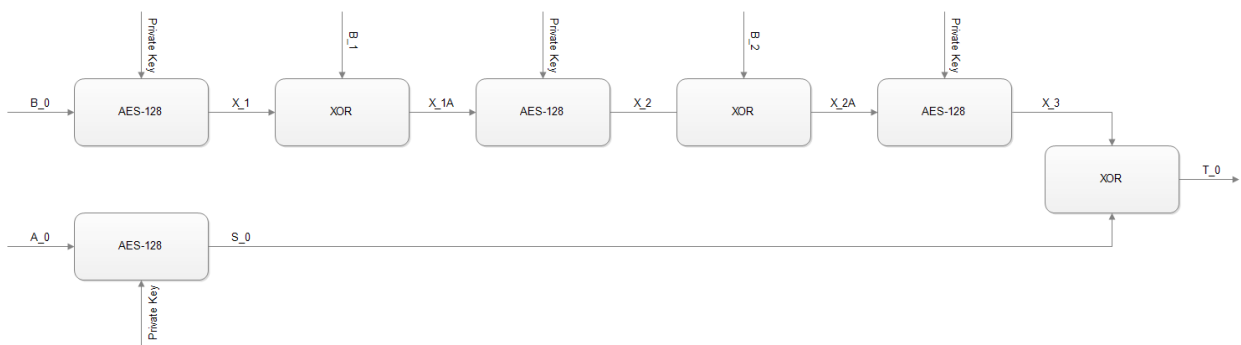 Private Key
B_1
Private Key
B_2
Private Key
B_0
AES-128
X_1
XOR
X_1A
AES-128
X_2
XOR
X_2A
AES-128
X_3
XOR
T_0
A_0
AES-128
S_0
Private Key